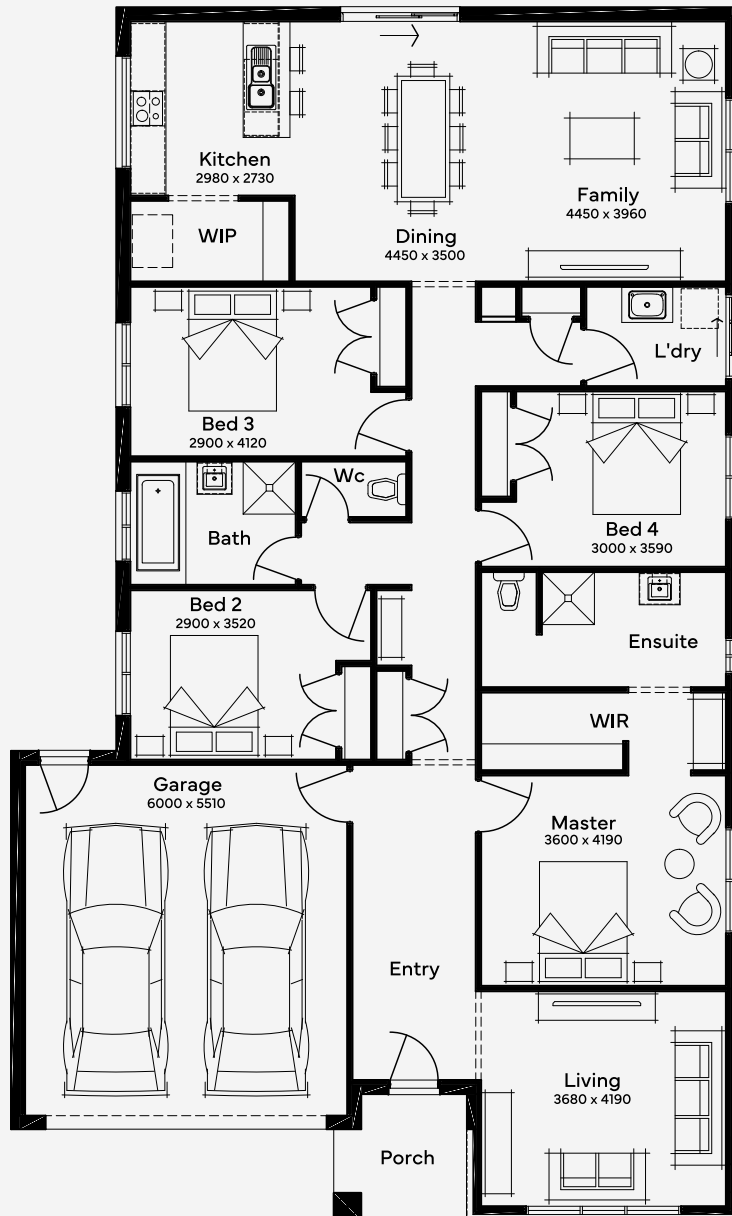 Kitchen
2980 x 2730
WIP
Dining
4450 x 3500
Family
4450 x 3960
L'dry
Bed 3
2900 x 4120
Wc
Bath
Bed 4
3000 x 3590
Bed 2
2900 x 3520
Ensuite
WIR
Garage
6000 x 5510
Master
3600 x 4190
Entry
Living
3680 x 4190
Porch